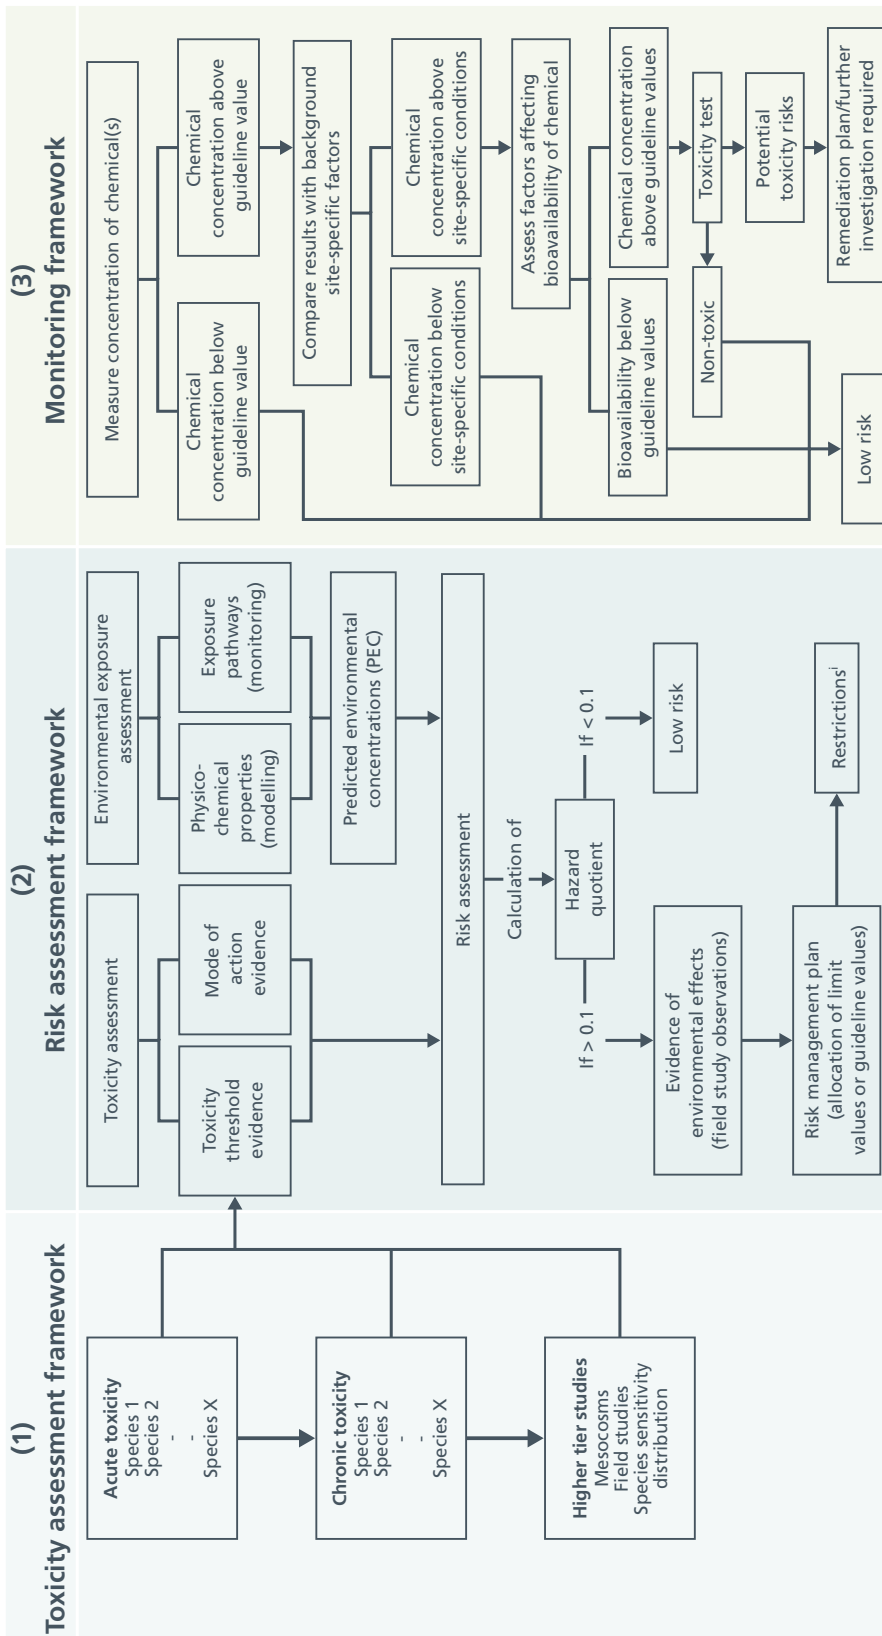 (1)
Toxicity assessment framework
Acute toxicity
Species 1
Species 2
-
-
Species X
Chronic toxicity
Species 1
Species 2
-
-
Species X
Higher tier studies
Mesocosms
Field studies
Species sensitivity
distribution
(2)
Risk assessment framework
Toxicity assessment
Toxicity
threshold
evidence
Mode of
action
evidence
Environmental exposure
assessment
Physico-
chemical
properties
(modelling)
Exposure
pathways
(monitoring)
Predicted environmental
concentrations (PEC)
Risk assessment
Calculation of
Hazard
quotient
If > 0.1
If < 0.1
Evidence of
environmental effects
(field study observations)
Low risk
Risk management plan
(allocation of limit
values or guideline values)
Restrictionsⁱ
(3)
Monitoring framework
Measure concentration of chemical(s)
Chemical
concentration below
guideline value
Chemical
concentration above
guideline value
Compare results with background
site-specific factors
Chemical
concentration below
site-specific conditions
Chemical
concentration above
site-specific conditions
Assess factors affecting
bioavailability of chemical
Bioavailability below
guideline values
Chemical concentration
above guideline values
Non-toxic
Toxicity test
Potential
toxicity risks
Low risk
Remediation plan/further
investigation required